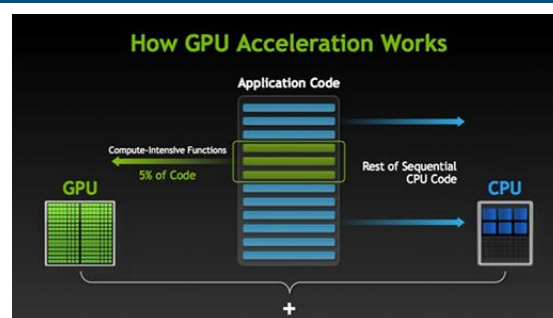 How GPU Acceleration Works
Application Code
Compute-Intensive Functions
5% of Code
Rest of Sequential
CPU Code
GPU
CPU
+